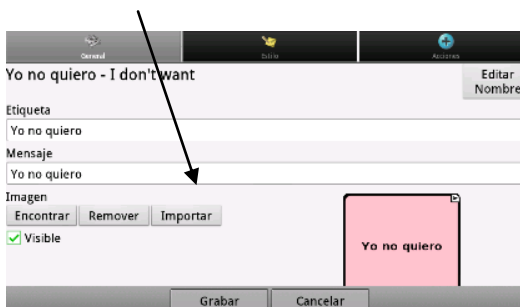 General Estilo Acciones
Yo no quiero - I don't want
Editar
Nombre
Etiqueta
Yo no quiero
Mensaje
Yo no quiero
Imagen
Encontrar Remover Importar
Visible
Yo no quiero
Grabar Cancelar